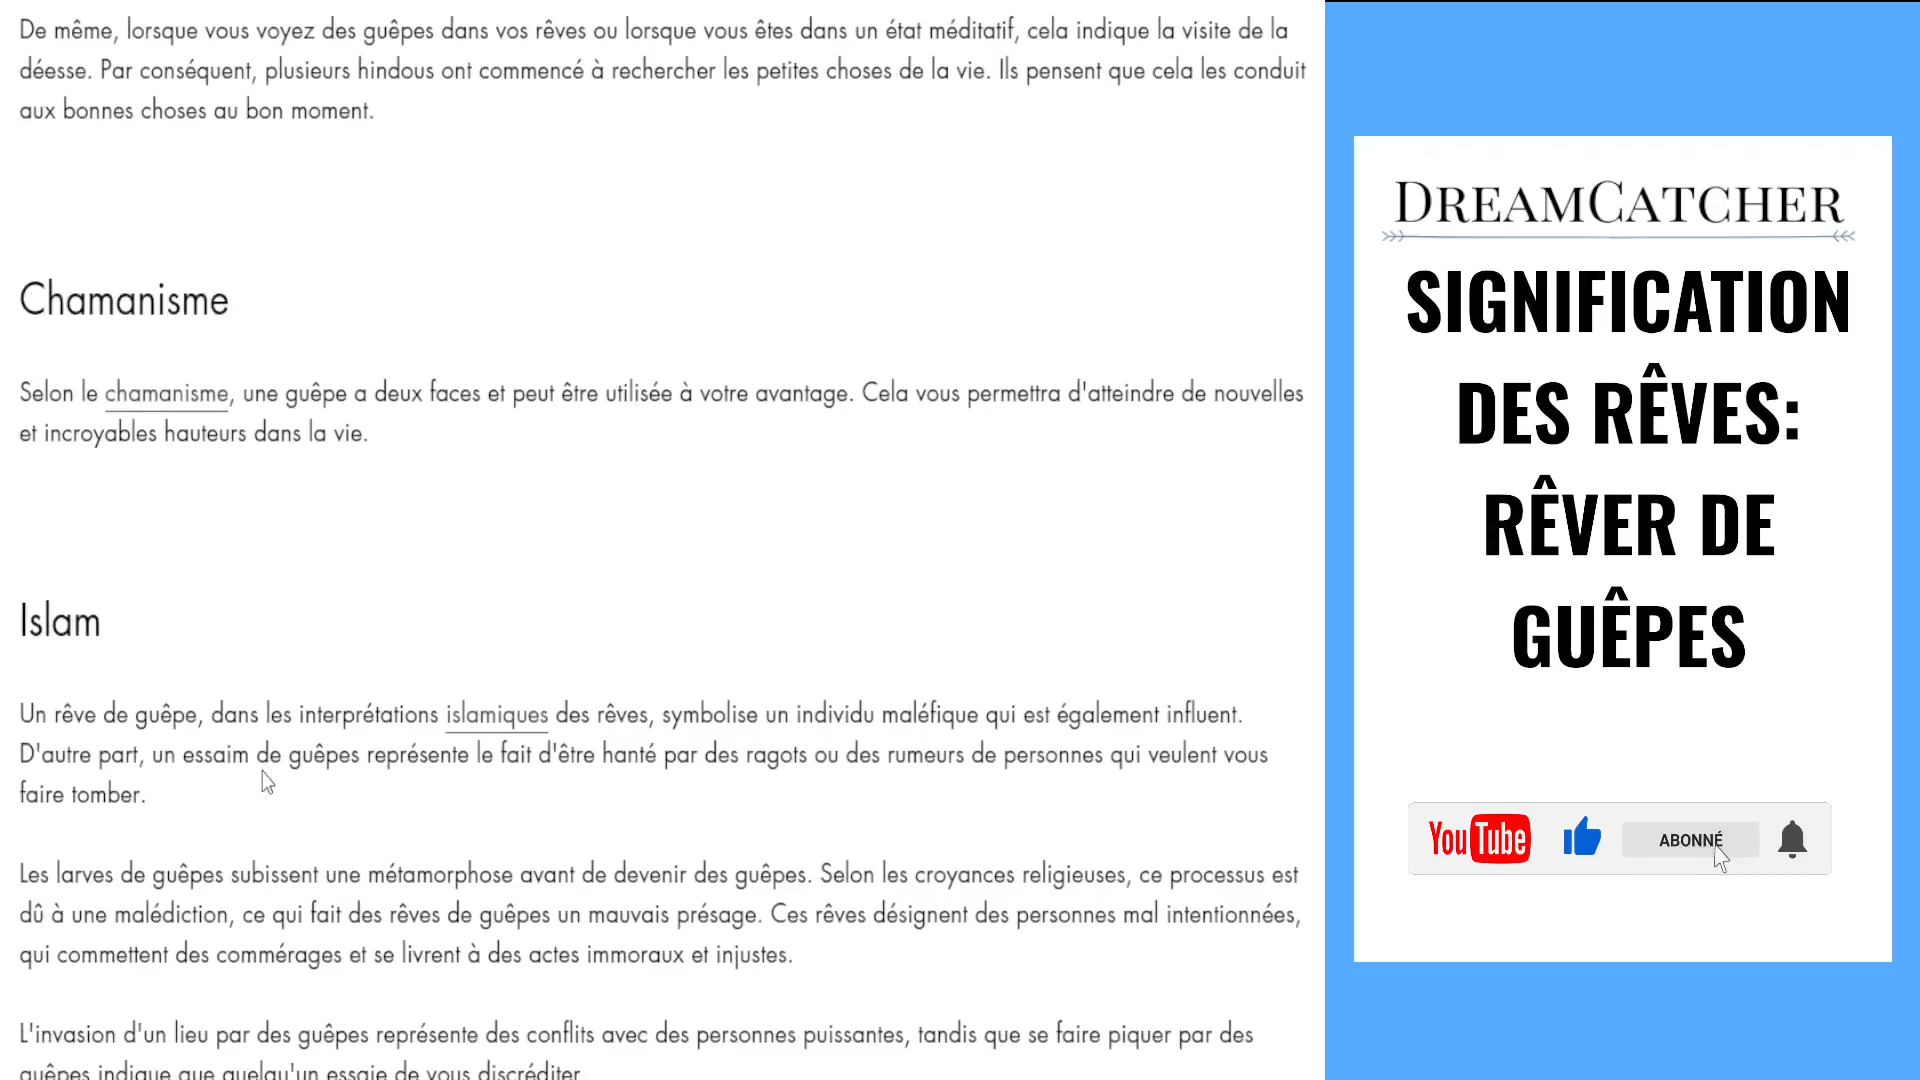 De même, lorsque vous voyez des guêpes dans vos rêves ou lorsque vous êtes dans un état méditatif, cela indique la visite de la
déesse. Par conséquent, plusieurs hindous ont commencé à rechercher les petites choses de la vie. Ils pensent que cela les conduit
aux bonnes choses au bon moment.
Chamanisme
Selon le chamanisme, une guêpe a deux faces et peut être utilisée à votre avantage. Cela vous permettra d'atteindre de nouvelles
et incroyables hauteurs dans la vie.
Islam
Un rêve de guêpe, dans les interprétations islamiques des rêves, symbolise un individu maléfique qui est également influent.
D'autre part, un essaim de guêpes représente le fait d'être hanté par des ragots ou des rumeurs de personnes qui veulent vous
faire tomber.
Les larves de guêpes subissent une métamorphose avant de devenir des guêpes. Selon les croyances religieuses, ce processus est
dû à une malédiction, ce qui fait des rêves de guêpes un mauvais présage. Ces rêves désignent des personnes mal intentionnées,
qui commettent des commérages et se livrent à des actes immoraux et injustes.
L'invasion d'un lieu par des guêpes représente des conflits avec des personnes puissantes, tandis que se faire piquer par des
guêpes indique que quelqu'un essaie de vous discréditer
DREAMCATCHER
SIGNIFICATION
DES RÊVES:
RÊVER DE
GUÊPES
YouTube
ABONNÉ